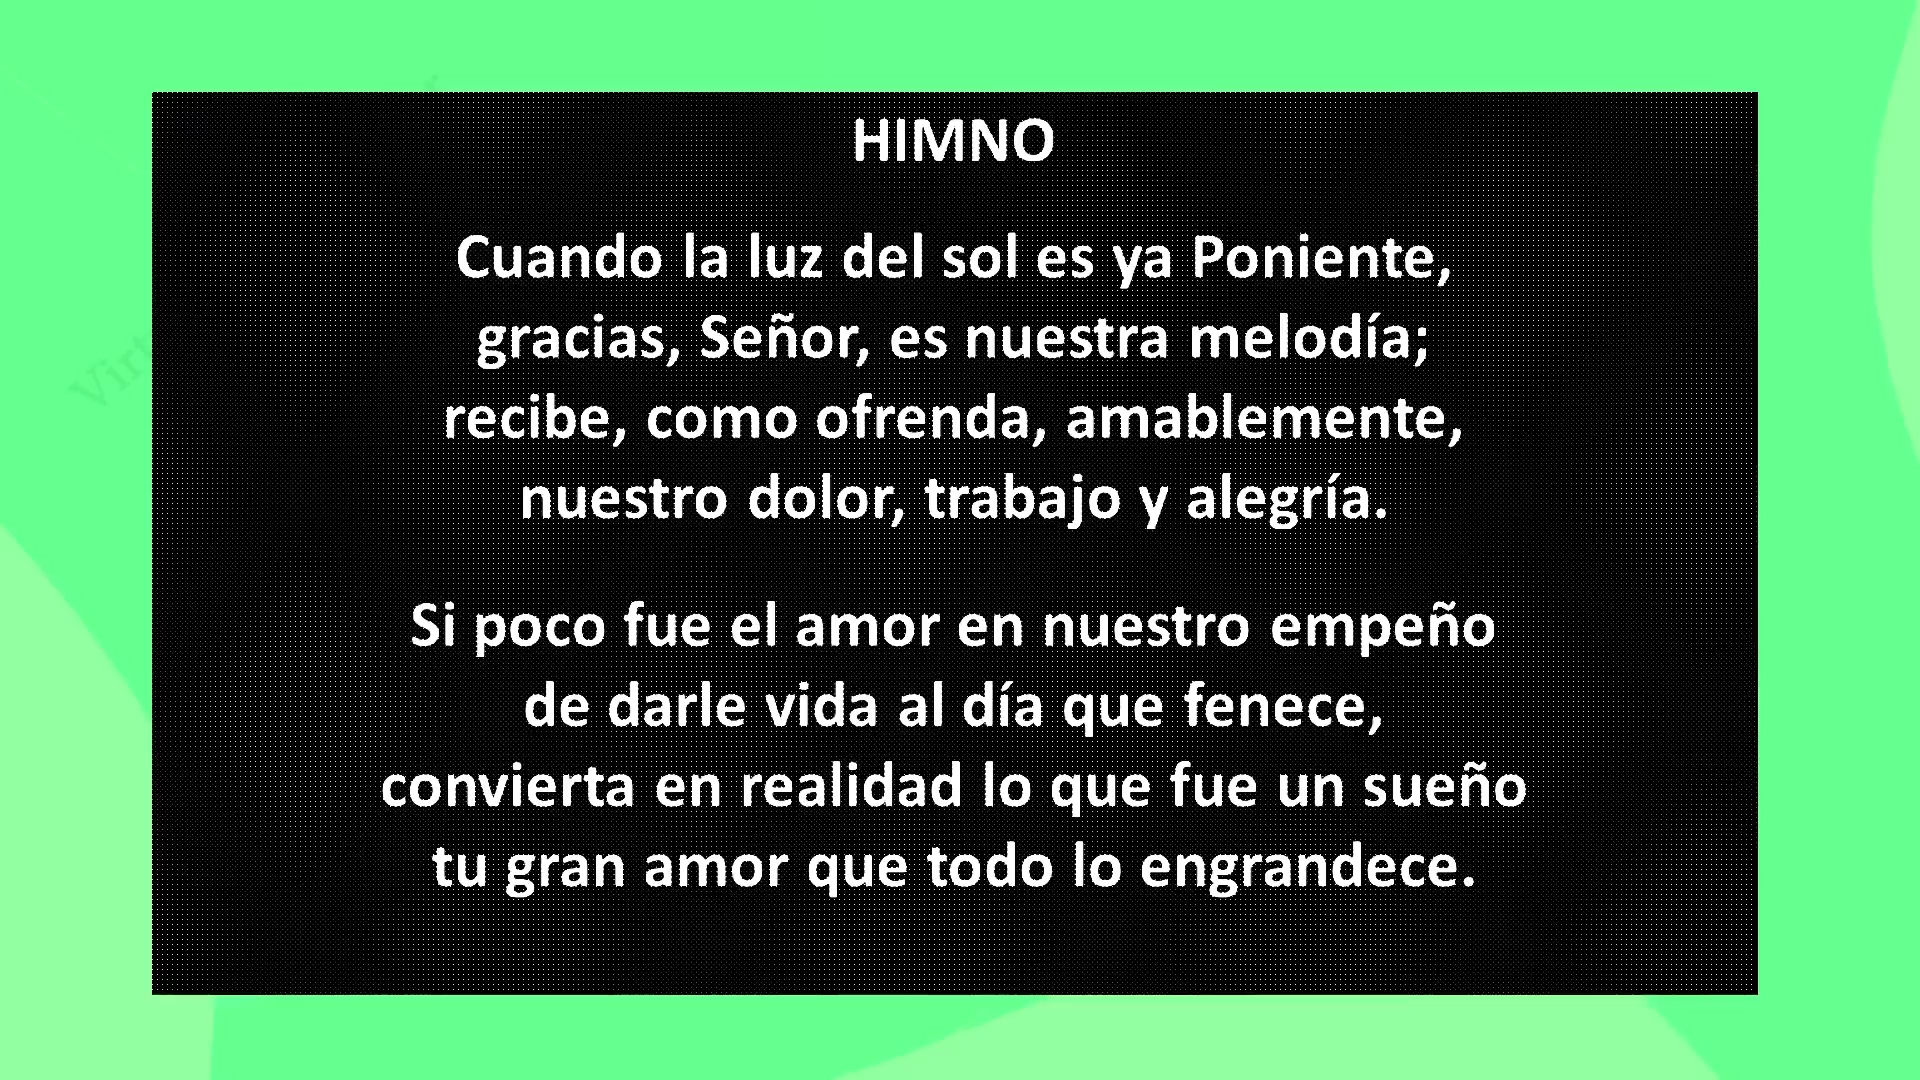 HIMNO
Cuando la luz del sol es ya Poniente,
gracias, Señor, es nuestra melodía;
recibe, como ofrenda, amablemente,
nuestro dolor, trabajo y alegría.
Si poco fue el amor en nuestro empeño
de darle vida al día que fenece,
convierta en realidad lo que fue un sueño
tu gran amor que todo lo engrandece.